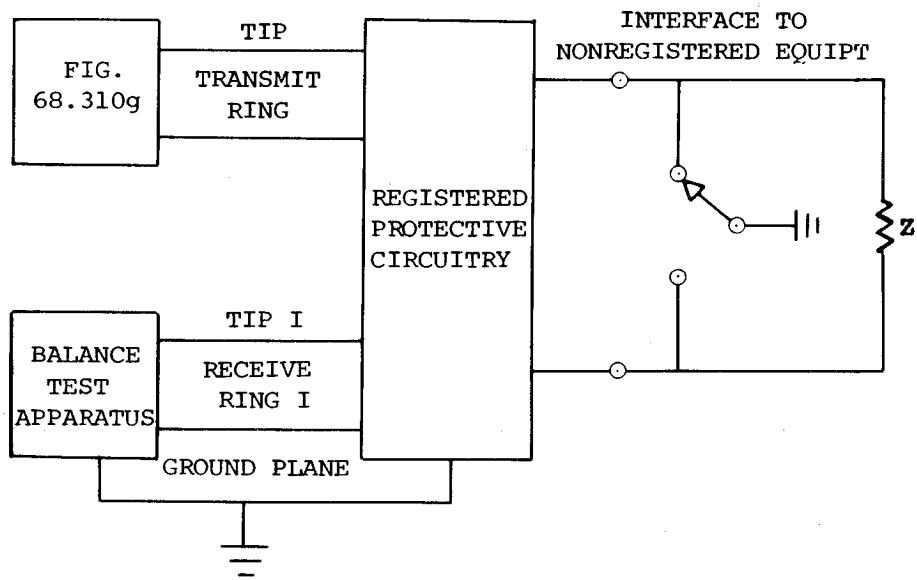 INTERFACE TO
NONREGISTERED EQUIPT
FIG.
68.310g
TIP
TRANSMIT
RING
REGISTERED
PROTECTIVE
CIRCUITRY
Z
BALANCE
TEST
APPARATUS
TIP I
RECEIVE
RING I
GROUND PLANE